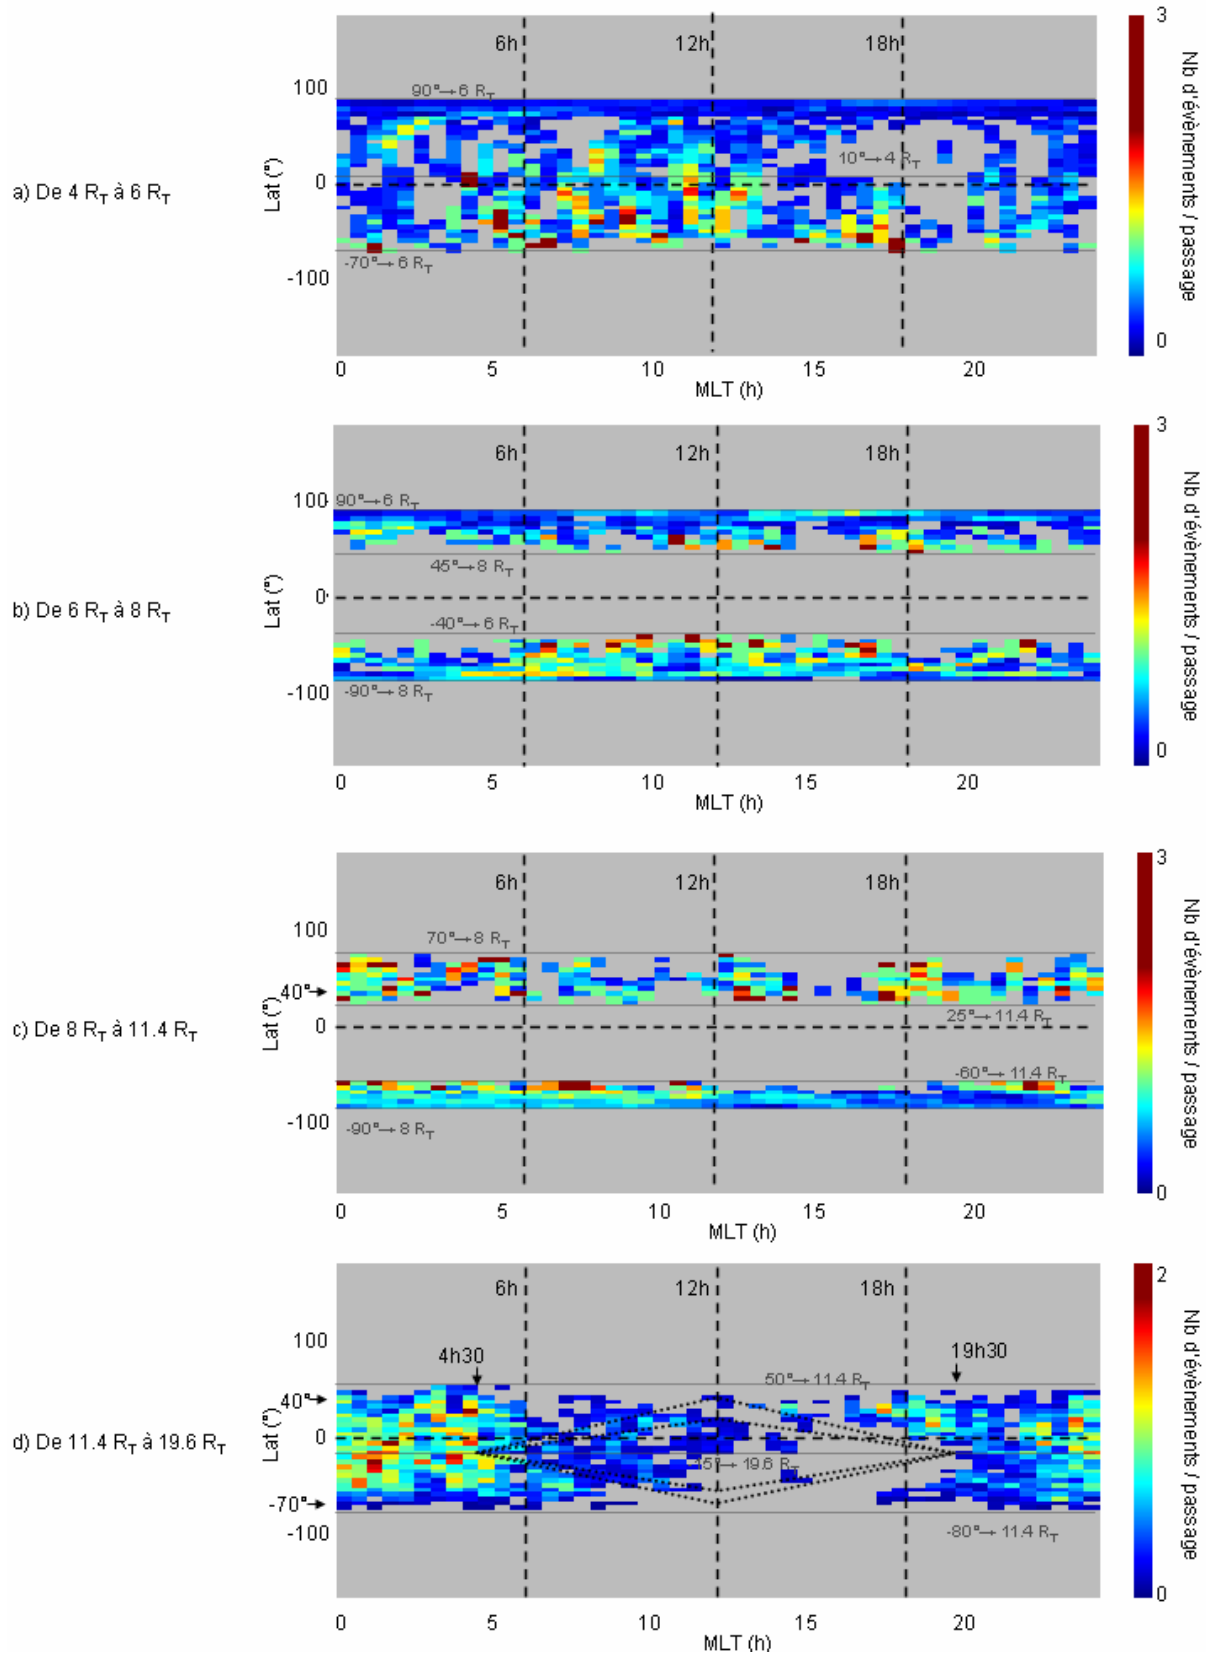 a) De 4 R_T à 6 R_T
6h
12h
18h
100
0
-100
Lat (°)
90°→6 R_T
10°→4 R_T
-70°→6 R_T
0
5
10
15
20
MLT (h)
3
0
Nb d'évènements / passage
b) De 6 R_T à 8 R_T
6h
12h
18h
100
0
-100
Lat (°)
90°→6 R_T
45°→8 R_T
-40°→6 R_T
-90°→8 R_T
0
5
10
15
20
MLT (h)
3
0
Nb d'évènements / passage
c) De 8 R_T à 11.4 R_T
6h
12h
18h
100
40°
0
-100
Lat (°)
70°→8 R_T
25°→11.4 R_T
-60°→11.4 R_T
-90°→8 R_T
0
5
10
15
20
MLT (h)
3
0
Nb d'évènements / passage
d) De 11.4 R_T à 19.6 R_T
6h
12h
18h
4h30
19h30
100
40°
0
-70°
-100
Lat (°)
50°→11.4 R_T
→19.6 R_T
-80°→11.4 R_T
0
5
10
15
20
MLT (h)
2
0
Nb d'évènements / passage